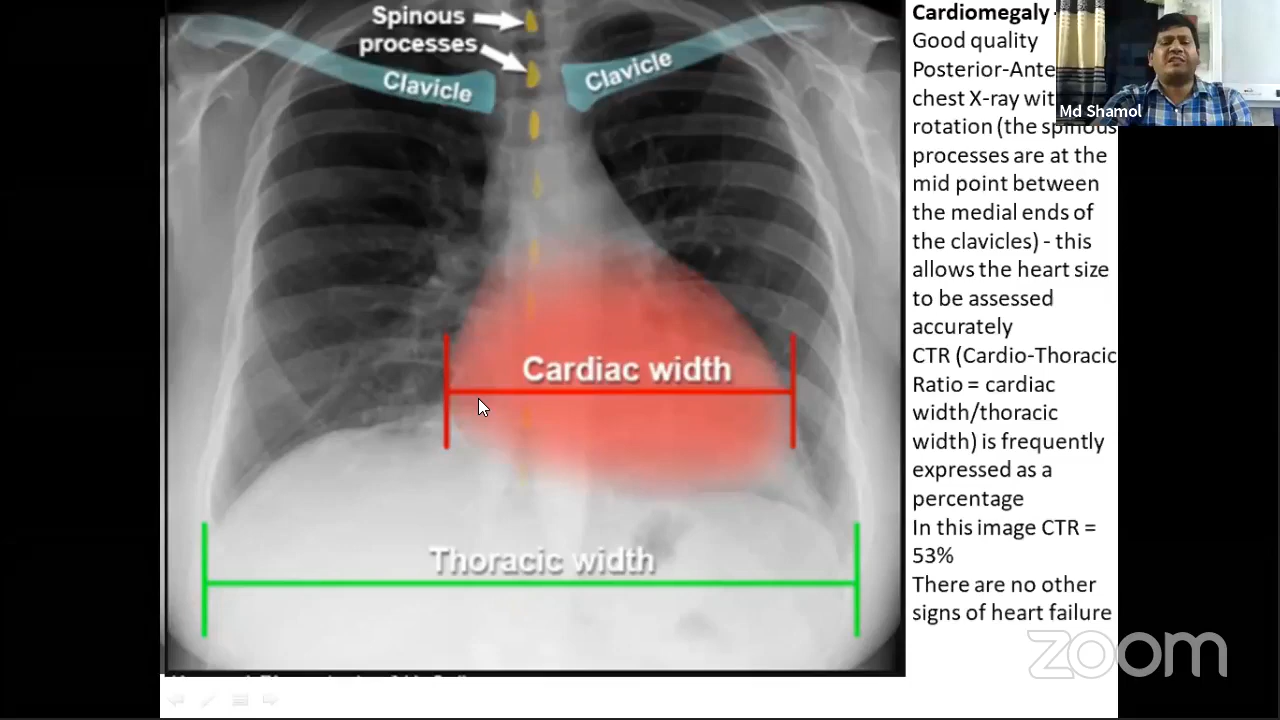 Spinous
processes
Clavicle
Clavicle
Cardiac width
Thoracic width
Cardiomegaly
Good quality
chest X-ray
rotation (the spinous
processes are at the
mid point between
the medial ends of
the clavicles) - this
allows the heart size
to be assessed
accurately
CTR (Cardio-Thoracic
Ratio = cardiac
width/thoracic
width) is frequently
expressed as a
percentage
In this image CTR =
53%
There are no other
signs of heart failure
Md Shamol
zoom